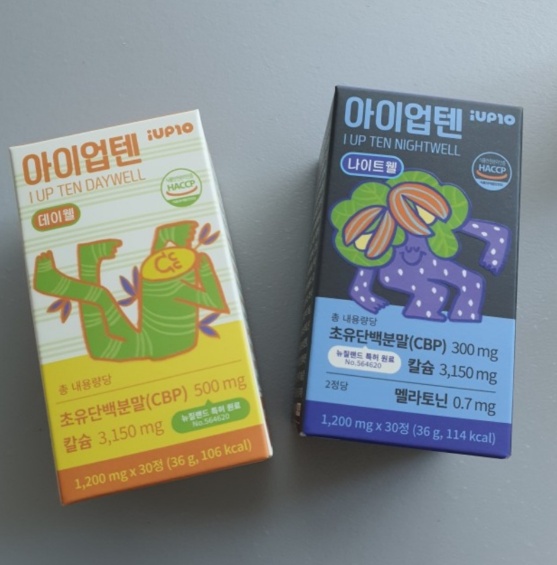 아이업텐 iUP10
I UP TEN DAYWELL
데이웰
HACCP
총 내용량당
초유단백분말(CBP) 500 mg
칼슘 3,150 mg
뉴질랜드 특허 원료
No.564620
1,200 mg x 30정 (36 g, 106 kcal)
아이업텐 iUP10
I UP TEN NIGHTWELL
나이트웰
HACCP
총 내용량당
초유단백분말(CBP) 300 mg
뉴질랜드 특허 원료
No.564620
칼슘 3,150 mg
2정당
멜라토닌 0.7 mg
1,200 mg x 30정 (36 g, 114 kcal)